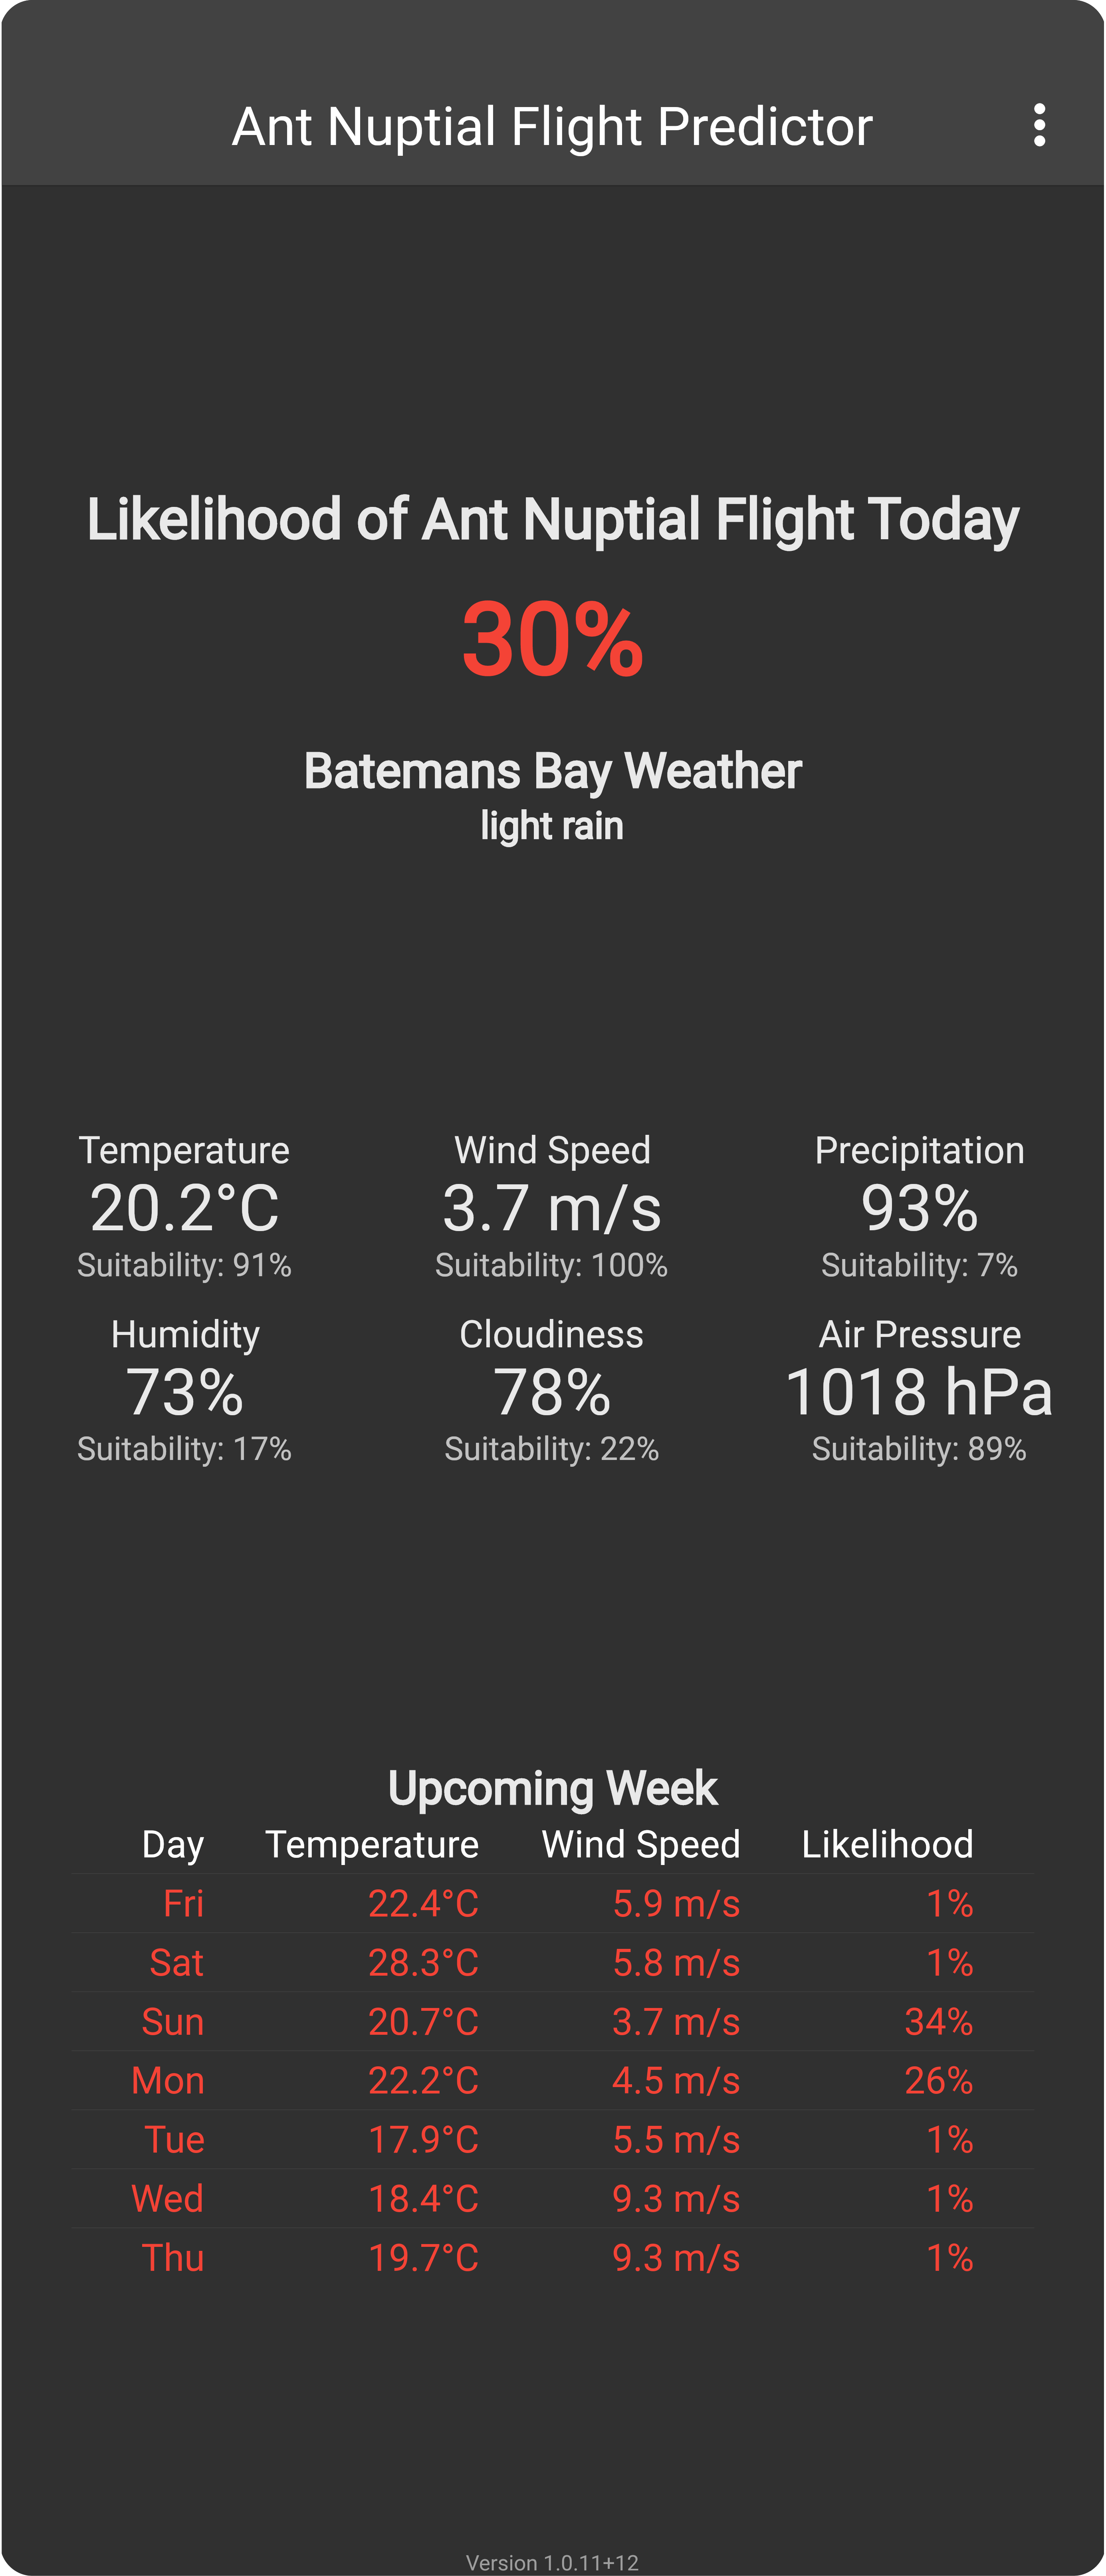 Ant Nuptial Flight Predictor
Likelihood of Ant Nuptial Flight Today
30%
Batemans Bay Weather
light rain
Temperature Wind Speed Precipitation
20.2°C 3.7 m/s 93%
Suitability: 91% Suitability: 100% Suitability: 7%
Humidity Cloudiness Air Pressure
73% 78% 1018 hPa
Suitability: 17% Suitability: 22% Suitability: 89%
Upcoming Week
Day Temperature Wind Speed Likelihood
Fri 22.4°C 5.9 m/s 1%
Sat 28.3°C 5.8 m/s 1%
Sun 20.7°C 3.7 m/s 34%
Mon 22.2°C 4.5 m/s 26%
Tue 17.9°C 5.5 m/s 1%
Wed 18.4°C 9.3 m/s 1%
Thu 19.7°C 9.3 m/s 1%
Version 1.0.11+12